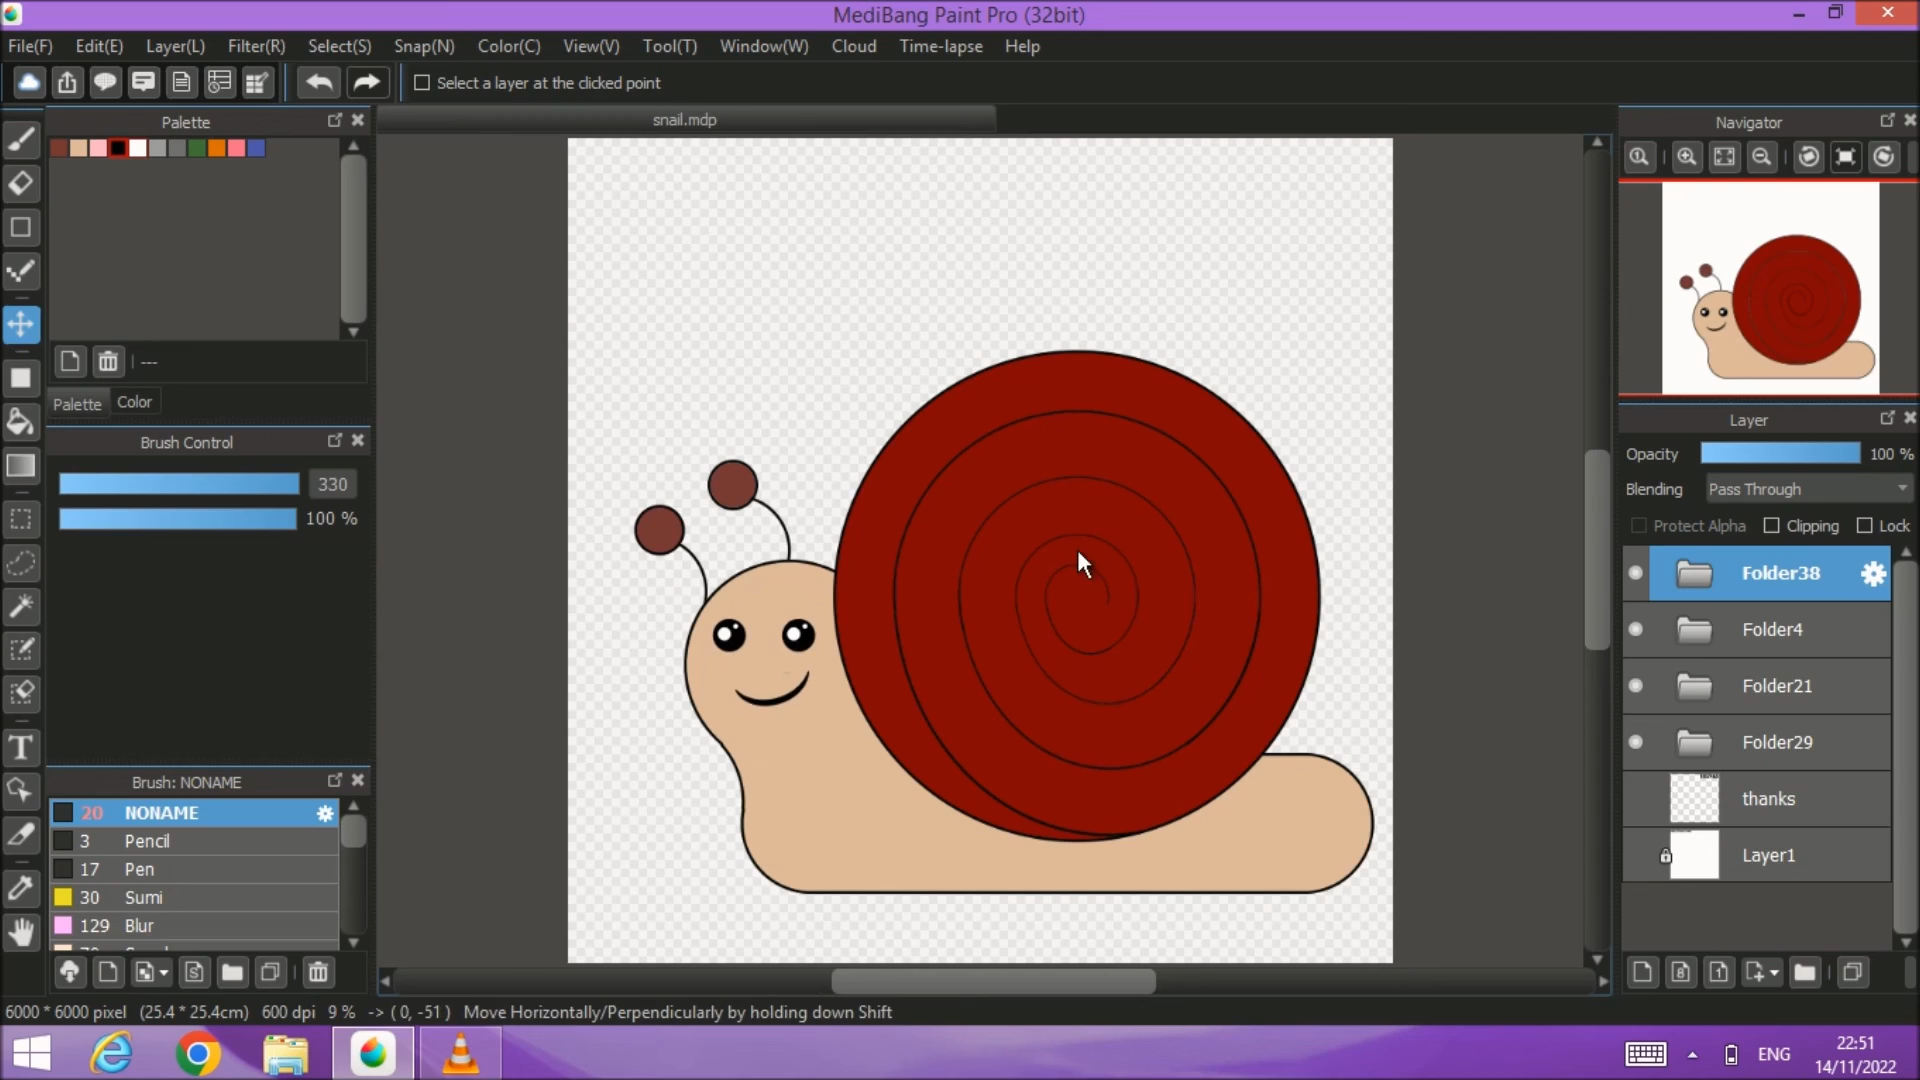 MediBang Paint Pro (32bit)
File(F) Edit(E) Layer(L) Filter(R) Select(S) Snap(N) Color(C) View(V) Tool(T) Window(W) Cloud Time-lapse Help
Select a layer at the clicked point
Palette
snail.mdp
Navigator
---
Palette Color
Brush Control
330
100 %
Layer
Opacity 100 %
Blending Pass Through
Protect Alpha Clipping Lock
Folder38
Folder4
Folder21
Folder29
thanks
Layer1
Brush: NONAME
20 NONAME
3 Pencil
17 Pen
30 Sumi
129 Blur
6000 * 6000 pixel (25.4 * 25.4cm) 600 dpi 9 % -> ( 0, -51 ) Move Horizontally/Perpendicularly by holding down Shift
ENG
22:51
14/11/2022